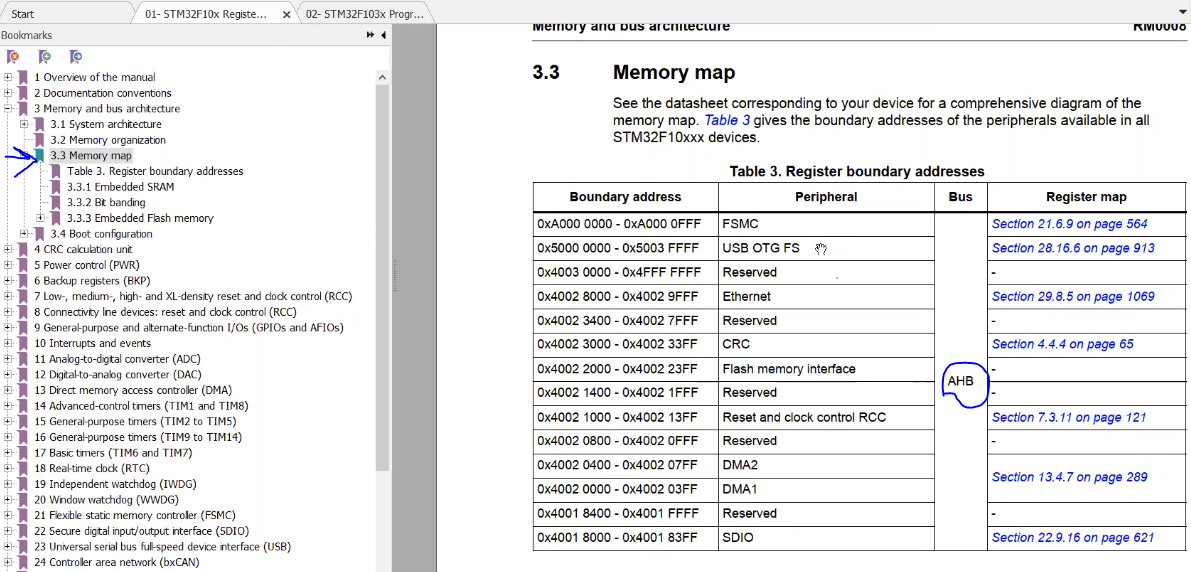 Start
01- STM32F10x Registe...
02- STM32F103x Progr...
Bookmarks
1 Overview of the manual
2 Documentation conventions
3 Memory and bus architecture
3.1 System architecture
3.2 Memory organization
3.3 Memory map
Table 3. Register boundary addresses
3.3.1 Embedded SRAM
3.3.2 Bit banding
3.3.3 Embedded Flash memory
3.4 Boot configuration
4 CRC calculation unit
5 Power control (PWR)
6 Backup registers (BKP)
7 Low-, medium-, high- and XL-density reset and clock control (RCC)
8 Connectivity line devices: reset and clock control (RCC)
9 General-purpose and alternate-function I/Os (GPIOs and AFIOs)
10 Interrupts and events
11 Analog-to-digital converter (ADC)
12 Digital-to-analog converter (DAC)
13 Direct memory access controller (DMA)
14 Advanced-control timers (TIM1 and TIM8)
15 General-purpose timers (TIM2 to TIM5)
16 General-purpose timers (TIM9 to TIM14)
17 Basic timers (TIM6 and TIM7)
18 Real-time clock (RTC)
19 Independent watchdog (IWDG)
20 Window watchdog (WWDG)
21 Flexible static memory controller (FSMC)
22 Secure digital input/output interface (SDIO)
23 Universal serial bus full-speed device interface (USB)
24 Controller area network (bxCAN)
Memory and bus architecture RM0008
3.3 Memory map
See the datasheet corresponding to your device for a comprehensive diagram of the
memory map. Table 3 gives the boundary addresses of the peripherals available in all
STM32F10xxx devices.
Table 3. Register boundary addresses
Boundary address Peripheral Bus Register map
0xA000 0000 - 0xA000 0FFF FSMC Section 21.6.9 on page 564
0x5000 0000 - 0x5003 FFFF USB OTG FS Section 28.16.6 on page 913
0x4003 0000 - 0x4FFF FFFF Reserved -
0x4002 8000 - 0x4002 9FFF Ethernet Section 29.8.5 on page 1069
0x4002 3400 - 0x4002 7FFF Reserved -
0x4002 3000 - 0x4002 33FF CRC Section 4.4.4 on page 65
0x4002 2000 - 0x4002 23FF Flash memory interface -
AHB
0x4002 1400 - 0x4002 1FFF Reserved -
0x4002 1000 - 0x4002 13FF Reset and clock control RCC Section 7.3.11 on page 121
0x4002 0800 - 0x4002 0FFF Reserved -
0x4002 0400 - 0x4002 07FF DMA2
Section 13.4.7 on page 289
0x4002 0000 - 0x4002 03FF DMA1
0x4001 8400 - 0x4001 FFFF Reserved -
0x4001 8000 - 0x4001 83FF SDIO Section 22.9.16 on page 621